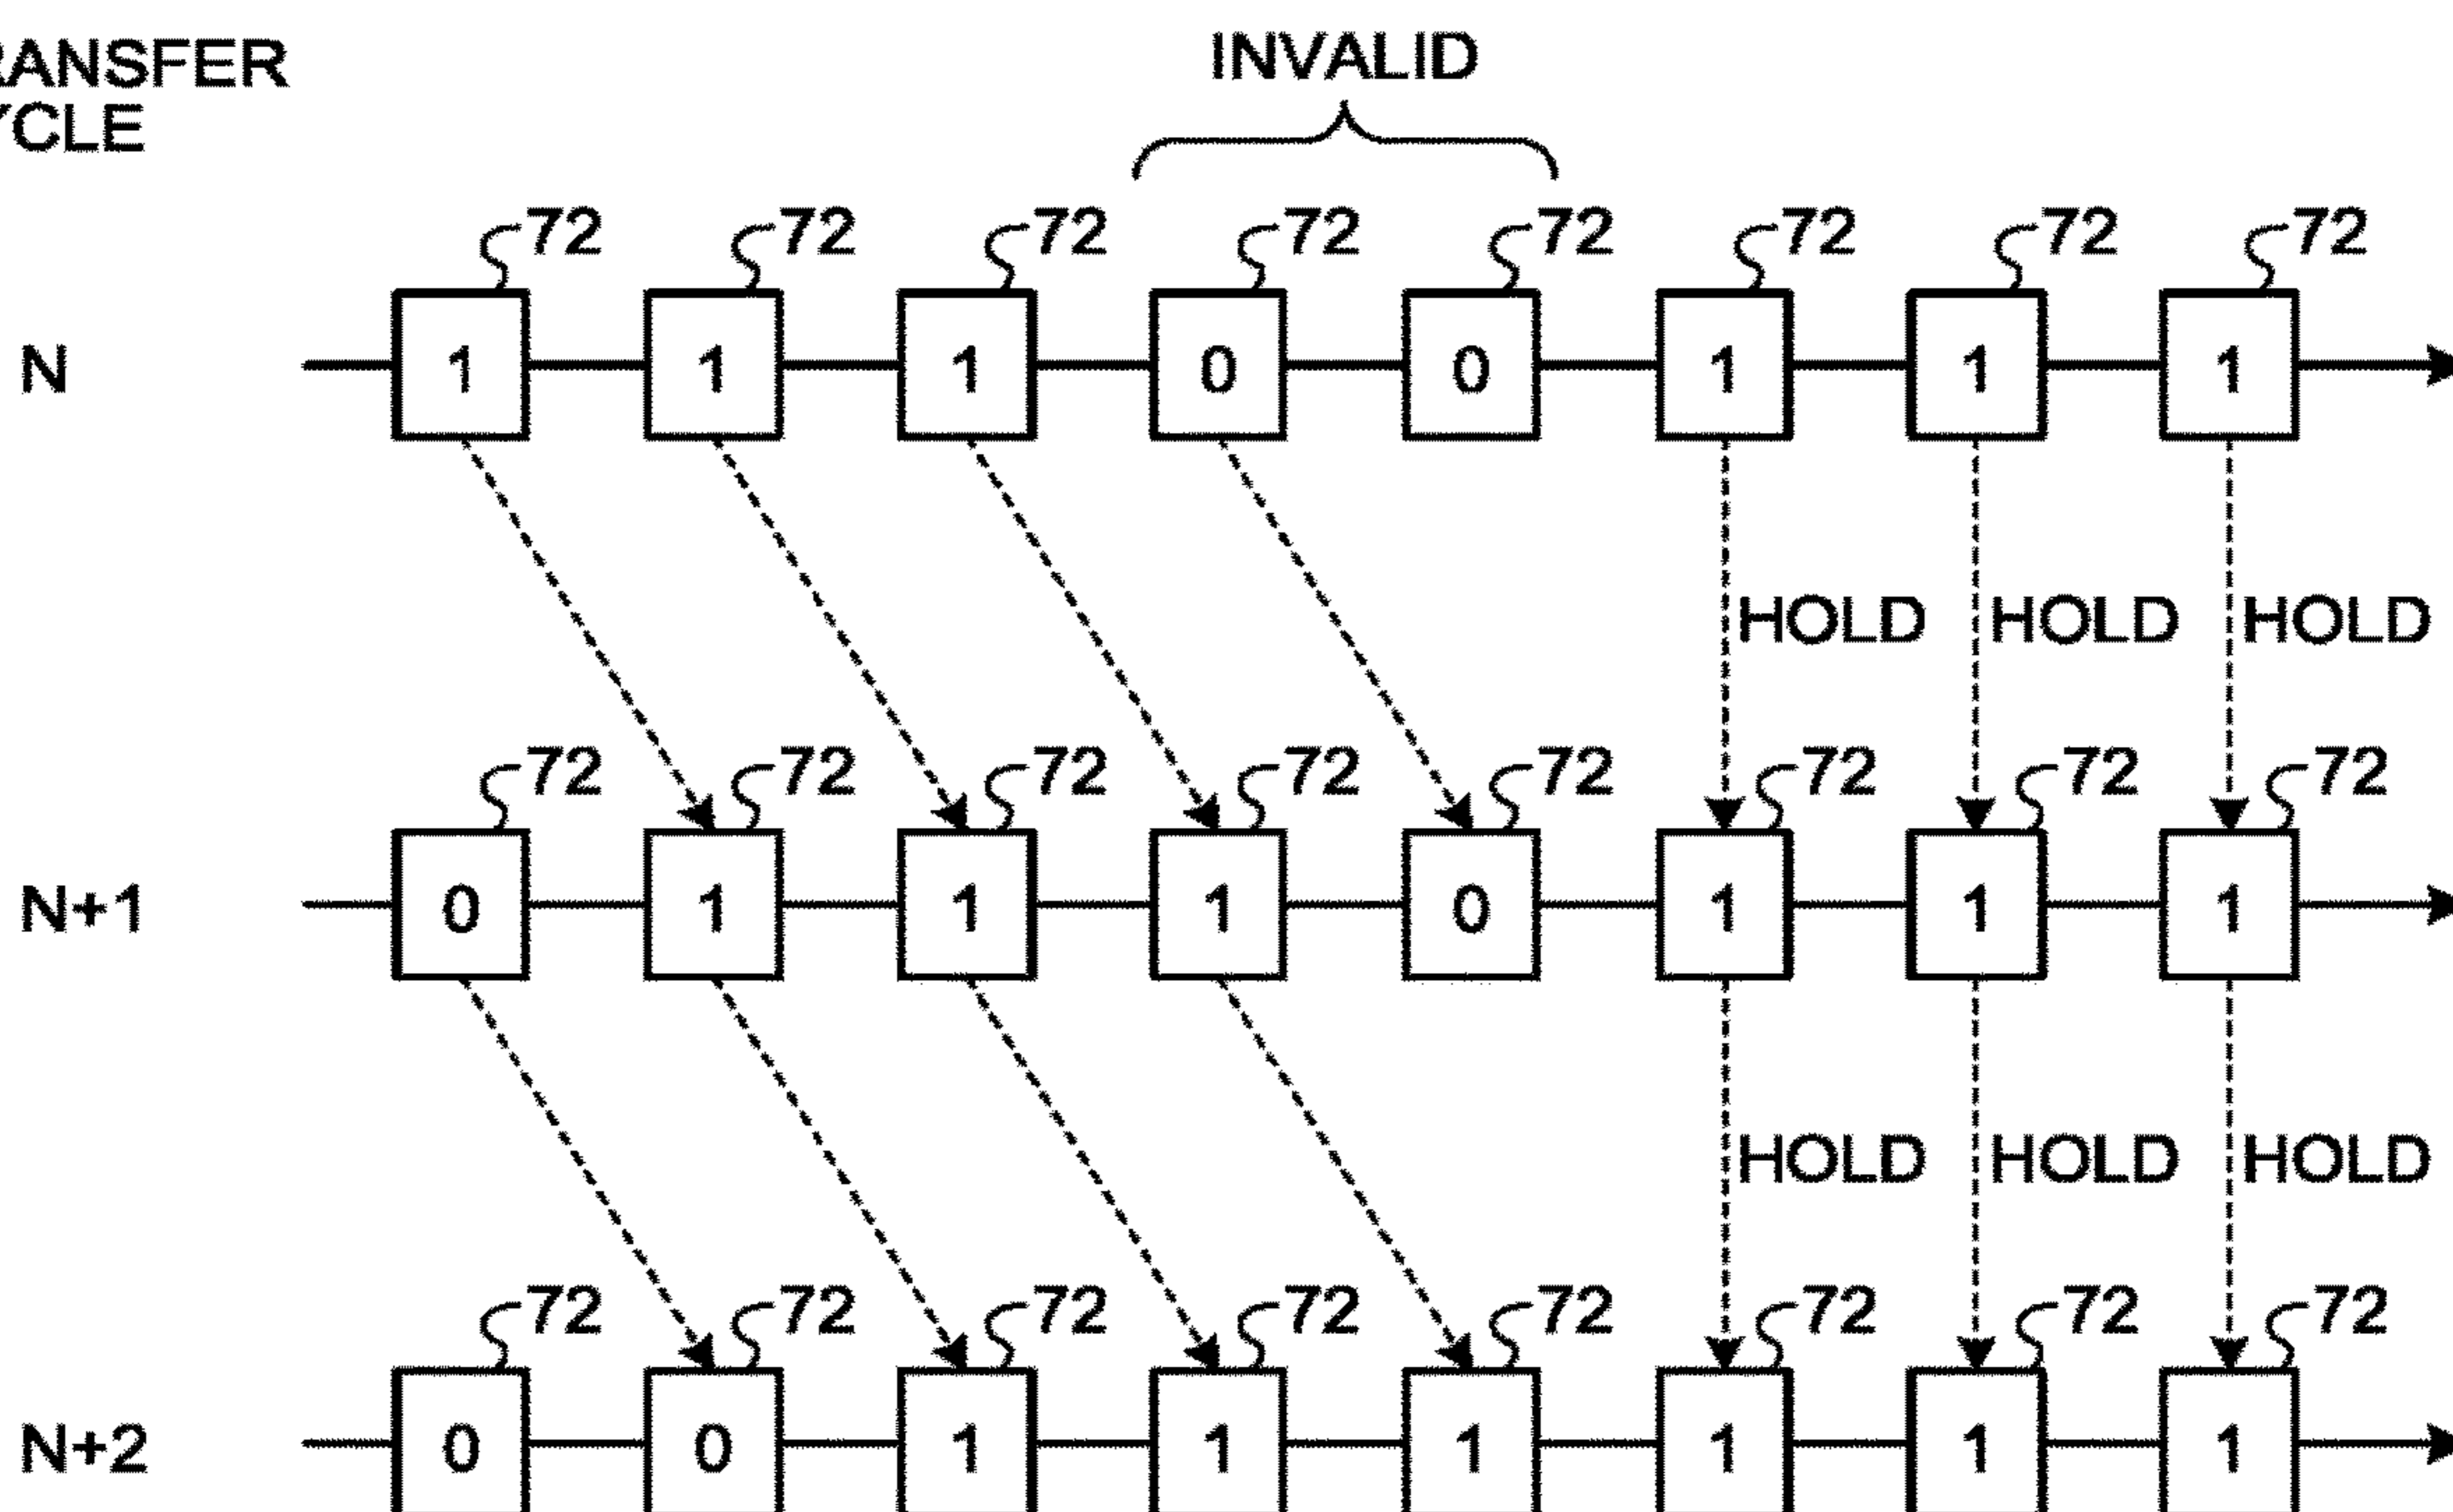 RANSFER
YCLE
INVALID
72 72 72 72 72 72 72 72
N 1 1 1 0 0 1 1 1
HOLD HOLD HOLD
72 72 72 72 72 72 72 72
N+1 0 1 1 1 0 1 1 1
HOLD HOLD HOLD
72 72 72 72 72 72 72 72
N+2 0 0 1 1 1 1 1 1